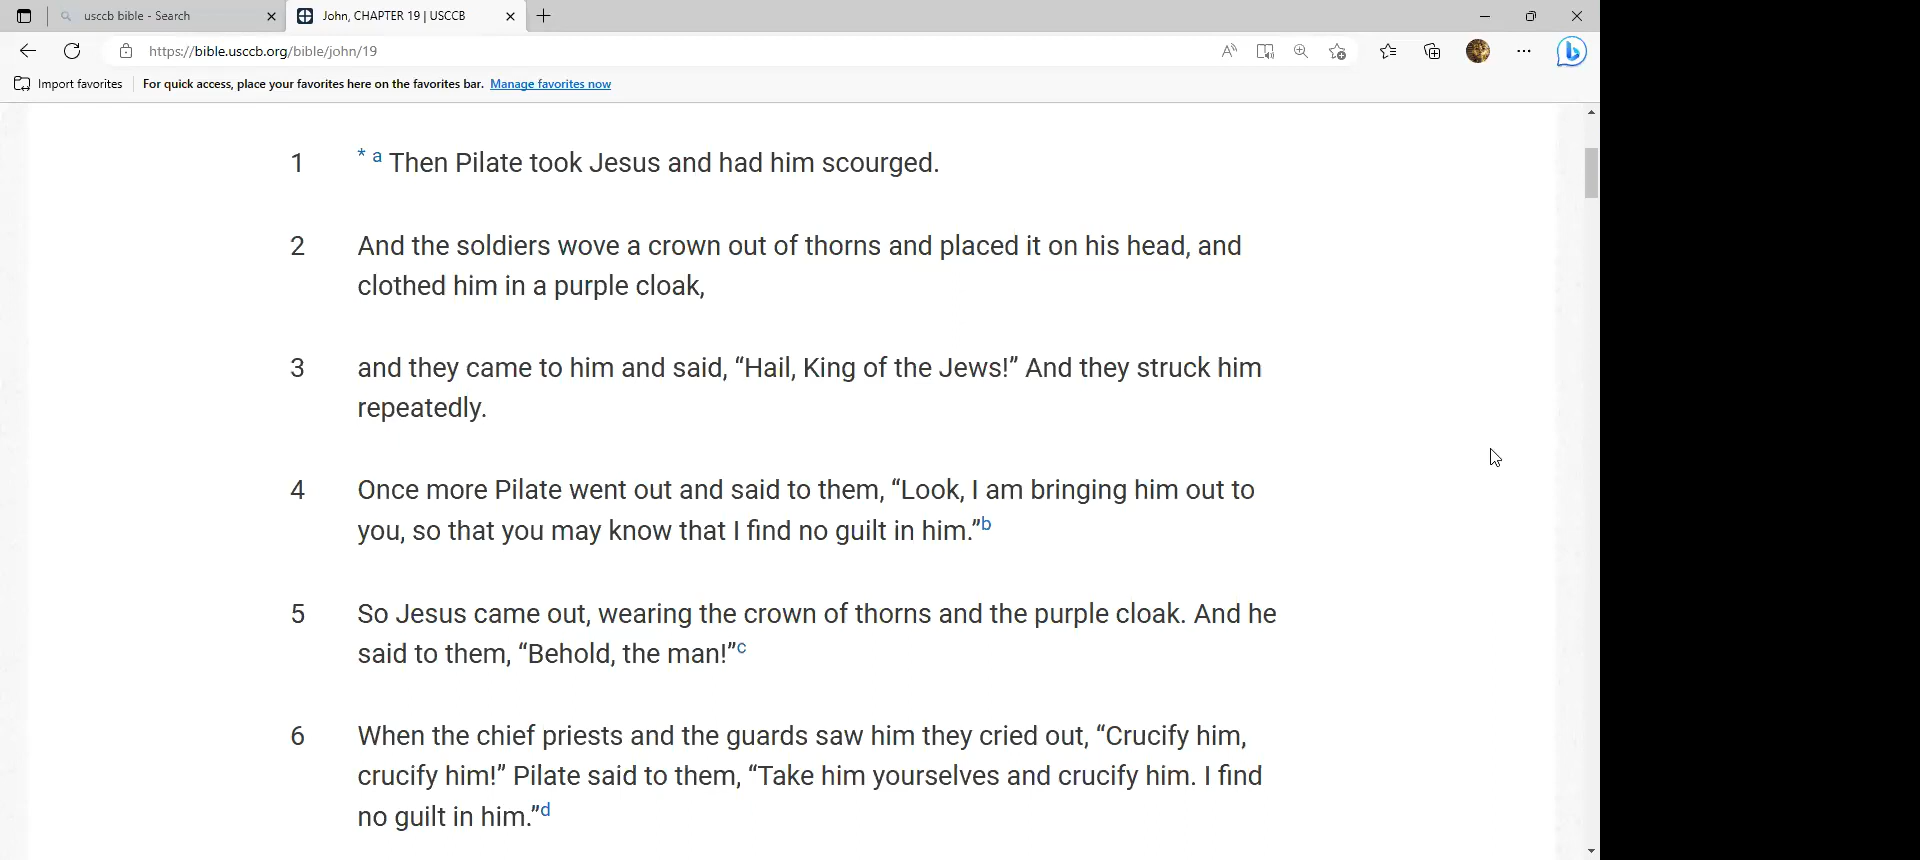 usccb bible - Search
John, CHAPTER 19 | USCCB
https://bible.usccb.org/bible/john/19
Import favorites
For quick access, place your favorites here on the favorites bar. Manage favorites now
1 * a Then Pilate took Jesus and had him scourged.
2 And the soldiers wove a crown out of thorns and placed it on his head, and
clothed him in a purple cloak,
3 and they came to him and said, “Hail, King of the Jews!” And they struck him
repeatedly.
4 Once more Pilate went out and said to them, “Look, I am bringing him out to
you, so that you may know that I find no guilt in him.”b
5 So Jesus came out, wearing the crown of thorns and the purple cloak. And he
said to them, “Behold, the man!”c
6 When the chief priests and the guards saw him they cried out, “Crucify him,
crucify him!” Pilate said to them, “Take him yourselves and crucify him. I find
no guilt in him.”d